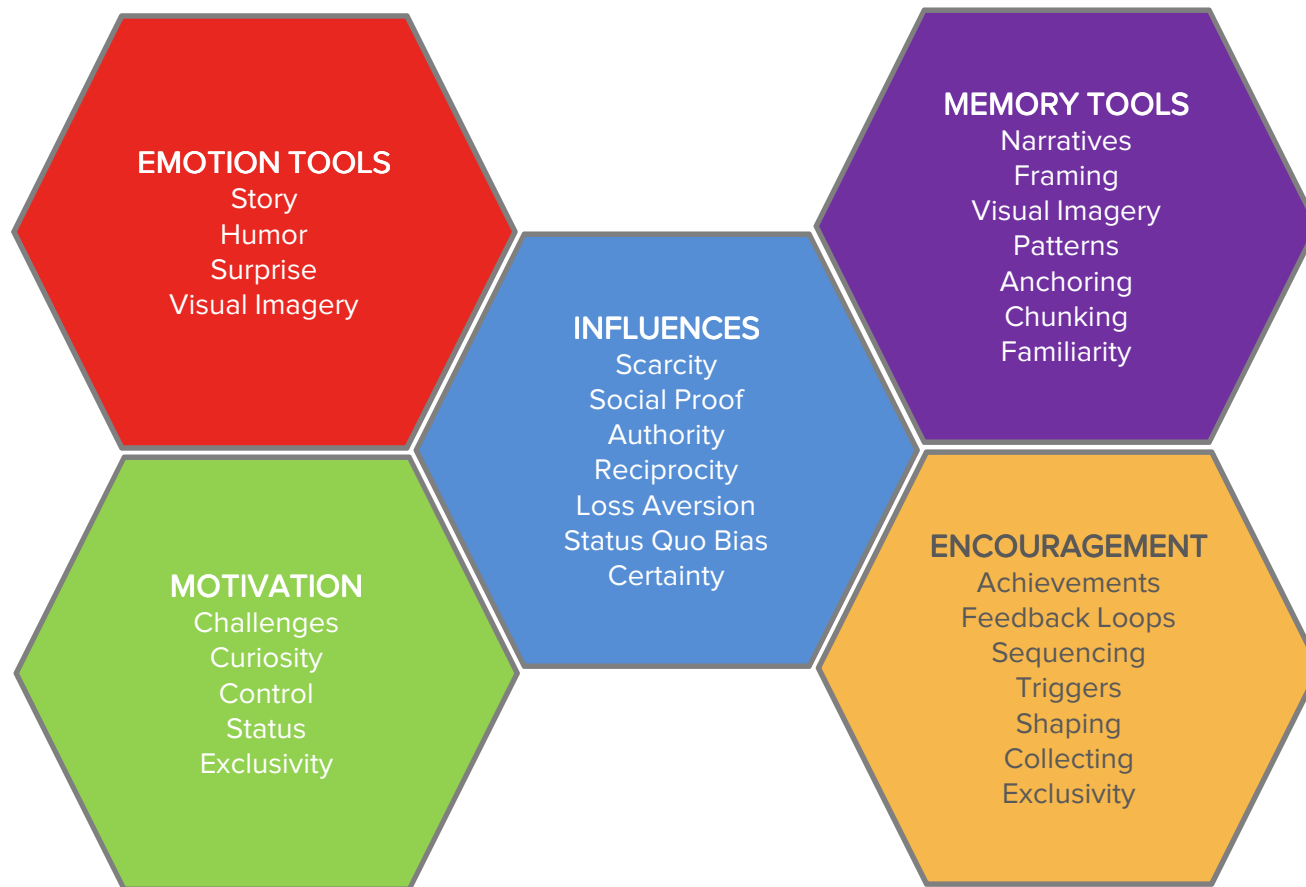 EMOTION TOOLS
Story
Humor
Surprise
Visual Imagery
MEMORY TOOLS
Narratives
Framing
Visual Imagery
Patterns
Anchoring
Chunking
Familiarity
INFLUENCES
Scarcity
Social Proof
Authority
Reciprocity
Loss Aversion
Status Quo Bias
Certainty
MOTIVATION
Challenges
Curiosity
Control
Status
Exclusivity
ENCOURAGEMENT
Achievements
Feedback Loops
Sequencing
Triggers
Shaping
Collecting
Exclusivity